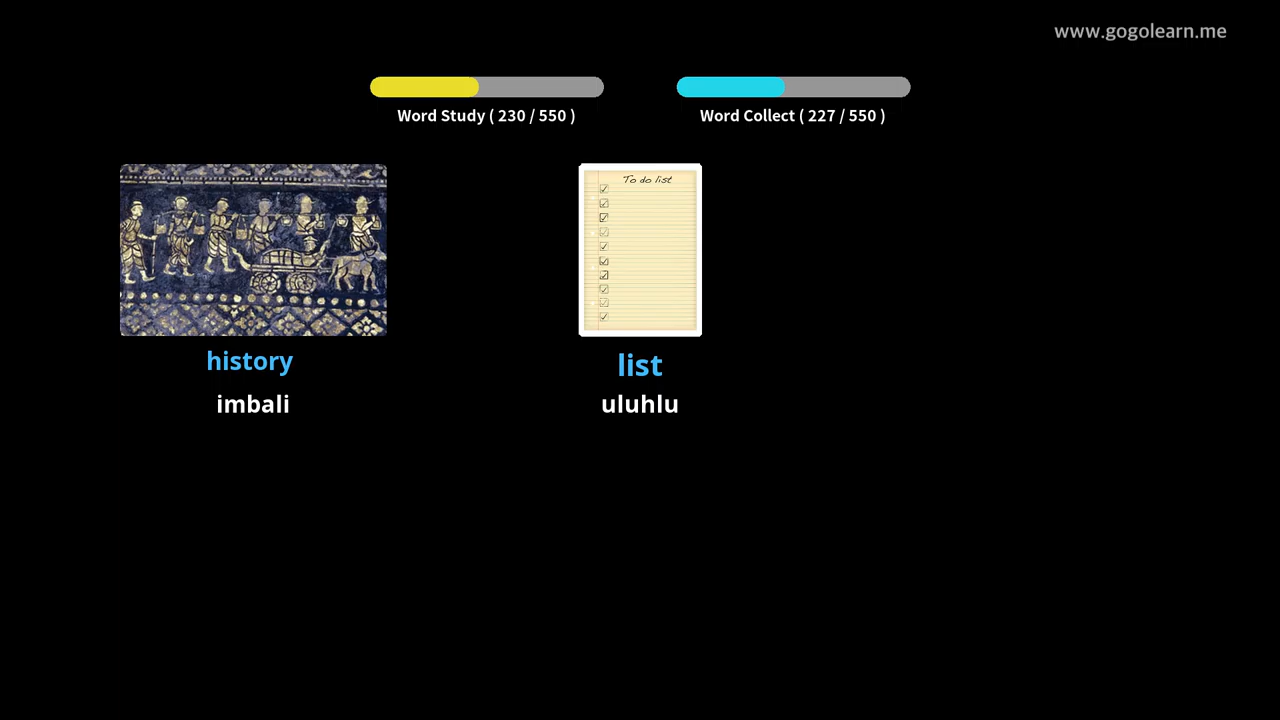 www.gogolearn.me
Word Study ( 230 / 550 )
Word Collect ( 227 / 550 )
To do list
history
list
imbali
uluhlu